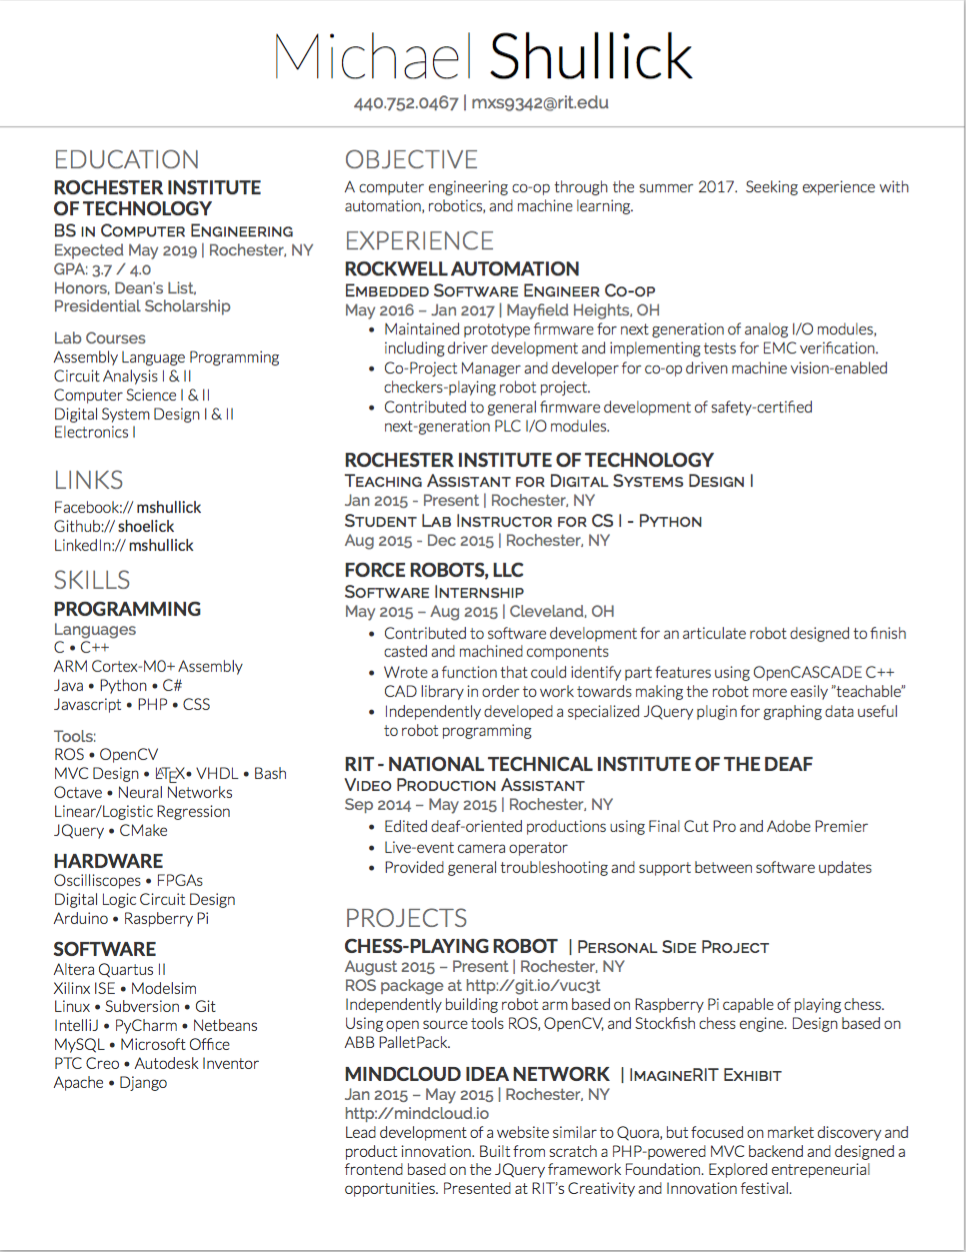 Michael Shullick
440.752.0467 | mxs9342@rit.edu
EDUCATION
ROCHESTER INSTITUTE
OF TECHNOLOGY
BS IN COMPUTER ENGINEERING
Expected May 2019 | Rochester, NY
GPA: 3.7 / 4.0
Honors, Dean's List,
Presidential Scholarship
Lab Courses
Assembly Language Programming
Circuit Analysis I & II
Computer Science I & II
Digital System Design I & II
Electronics I
LINKS
Facebook:// mshullick
Github:// shoelick
LinkedIn:// mshullick
SKILLS
PROGRAMMING
Languages
C • C++
ARM Cortex-M0+ Assembly
Java • Python • C#
Javascript • PHP • CSS
Tools:
ROS • OpenCV
MVC Design • LATEX• VHDL • Bash
Octave • Neural Networks
Linear/Logistic Regression
JQuery • CMake
HARDWARE
Oscilliscopes • FPGAs
Digital Logic Circuit Design
Arduino • Raspberry Pi
SOFTWARE
Altera Quartus II
Xilinx ISE • Modelsim
Linux • Subversion • Git
IntelliJ • PyCharm • Netbeans
MySQL • Microsoft Office
PTC Creo • Autodesk Inventor
Apache • Django
OBJECTIVE
A computer engineering co-op through the summer 2017. Seeking experience with
automation, robotics, and machine learning.
EXPERIENCE
ROCKWELL AUTOMATION
EMBEDDED SOFTWARE ENGINEER CO-OP
May 2016 – Jan 2017 | Mayfield Heights, OH
• Maintained prototype firmware for next generation of analog I/O modules,
including driver development and implementing tests for EMC verification.
• Co-Project Manager and developer for co-op driven machine vision-enabled
checkers-playing robot project.
• Contributed to general firmware development of safety-certified
next-generation PLC I/O modules.
ROCHESTER INSTITUTE OF TECHNOLOGY
TEACHING ASSISTANT FOR DIGITAL SYSTEMS DESIGN I
Jan 2015 - Present | Rochester, NY
STUDENT LAB INSTRUCTOR FOR CS I - PYTHON
Aug 2015 - Dec 2015 | Rochester, NY
FORCE ROBOTS, LLC
SOFTWARE INTERNSHIP
May 2015 – Aug 2015 | Cleveland, OH
• Contributed to software development for an articulate robot designed to finish
casted and machined components
• Wrote a function that could identify part features using OpenCASCADE C++
CAD library in order to work towards making the robot more easily "teachable"
• Independently developed a specialized JQuery plugin for graphing data useful
to robot programming
RIT - NATIONAL TECHNICAL INSTITUTE OF THE DEAF
VIDEO PRODUCTION ASSISTANT
Sep 2014 – May 2015 | Rochester, NY
• Edited deaf-oriented productions using Final Cut Pro and Adobe Premier
• Live-event camera operator
• Provided general troubleshooting and support between software updates
PROJECTS
CHESS-PLAYING ROBOT | PERSONAL SIDE PROJECT
August 2015 – Present | Rochester, NY
ROS package at http://git.io/vuc3t
Independently building robot arm based on Raspberry Pi capable of playing chess.
Using open source tools ROS, OpenCV, and Stockfish chess engine. Design based on
ABB PalletPack.
MINDCLOUD IDEA NETWORK | IMAGINERIT EXHIBIT
Jan 2015 – May 2015 | Rochester, NY
http://mindcloud.io
Lead development of a website similar to Quora, but focused on market discovery and
product innovation. Built from scratch a PHP-powered MVC backend and designed a
frontend based on the JQuery framework Foundation. Explored entrepeneurial
opportunities. Presented at RIT's Creativity and Innovation festival.